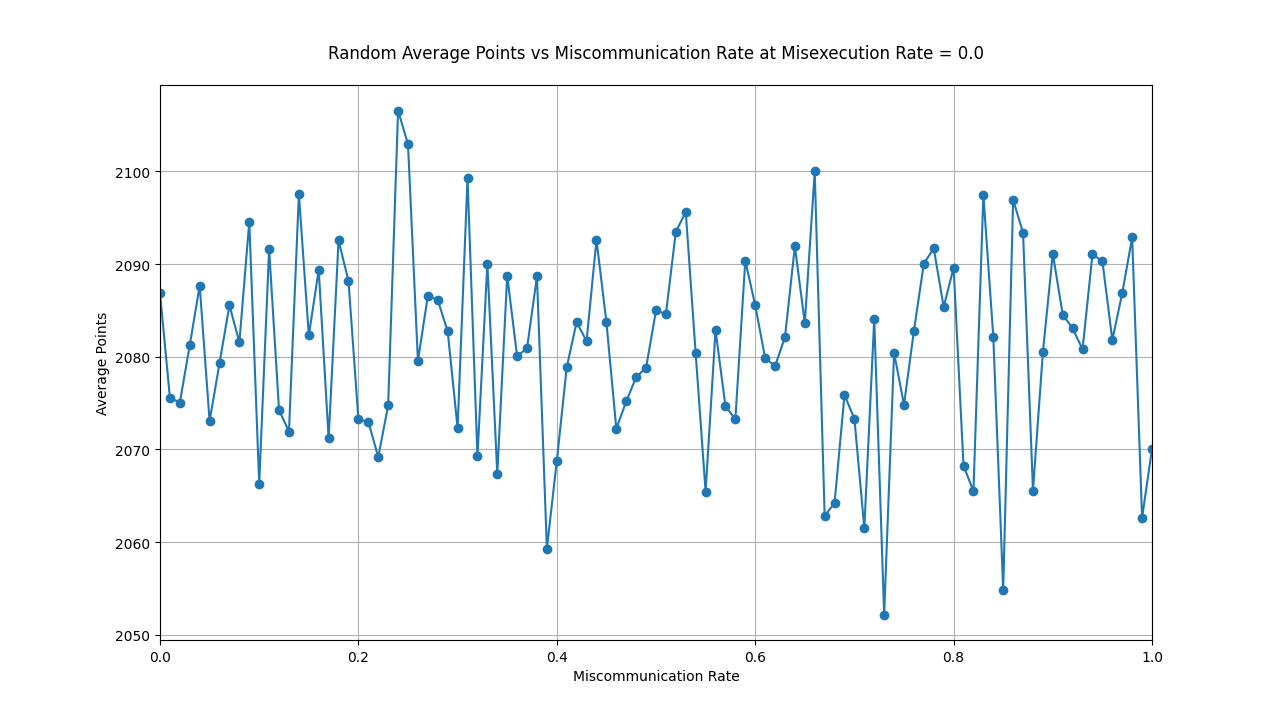 Random Average Points vs Miscommunication Rate at Misexecution Rate = 0.0
2100
2090
2080
2070
2060
2050
Average Points
0.0 0.2 0.4 0.6 0.8 1.0
Miscommunication Rate